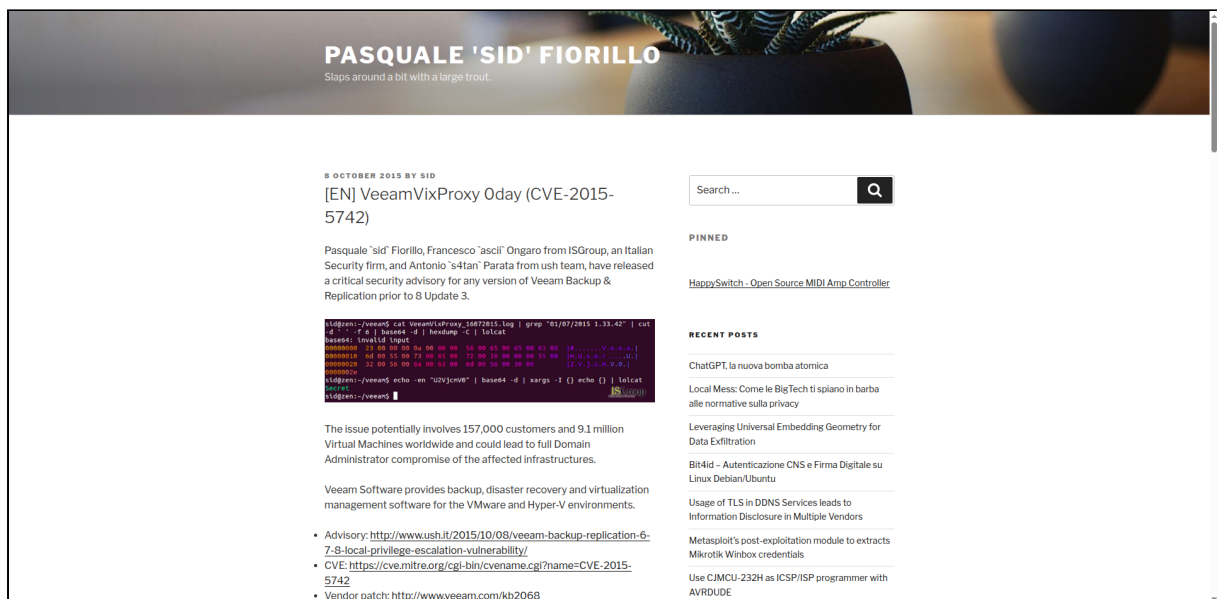 PASQUALE 'SID' FIORILLO
Slaps around a bit with a large trout.
8 OCTOBER 2015 BY SID
[EN] VeeamVixProxy 0day (CVE-2015-
5742)
Pasquale `sid` Fiorillo, Francesco `ascii` Ongaro from ISGroup, an Italian
Security firm, and Antonio `s4tan` Parata from ush team, have released
a critical security advisory for any version of Veeam Backup &
Replication prior to 8 Update 3.
sid@zen:~/veeam$ cat VeeamVixProxy_16072015.log | grep "01/07/2015 1.33.42" | cut
-d ' ' -f 6 | base64 -d | hexdump -C | lolcat
base64: invalid input
sid@zen:~/veeam$ echo -en "U2VjcmV0" | base64 -d | xargs -I {} echo {} | lolcat
Secret
sid@zen:~/veeam$
ISGroup
The issue potentially involves 157,000 customers and 9.1 million
Virtual Machines worldwide and could lead to full Domain
Administrator compromise of the affected infrastructures.
Veeam Software provides backup, disaster recovery and virtualization
management software for the VMware and Hyper-V environments.
• Advisory: http://www.ush.it/2015/10/08/veeam-backup-replication-6-
7-8-local-privilege-escalation-vulnerability/
• CVE: https://cve.mitre.org/cgi-bin/cvename.cgi?name=CVE-2015-
5742
• Vendor patch: http://www.veeam.com/kb2068
Search …
PINNED
HappySwitch - Open Source MIDI Amp Controller
RECENT POSTS
ChatGPT, la nuova bomba atomica
Local Mess: Come le BigTech ti spiano in barba
alle normative sulla privacy
Leveraging Universal Embedding Geometry for
Data Exfiltration
Bit4id – Autenticazione CNS e Firma Digitale su
Linux Debian/Ubuntu
Usage of TLS in DDNS Services leads to
Information Disclosure in Multiple Vendors
Metasploit's post-exploitation module to extracts
Mikrotik Winbox credentials
Use CJMCU-232H as ICSP/ISP programmer with
AVRDUDE